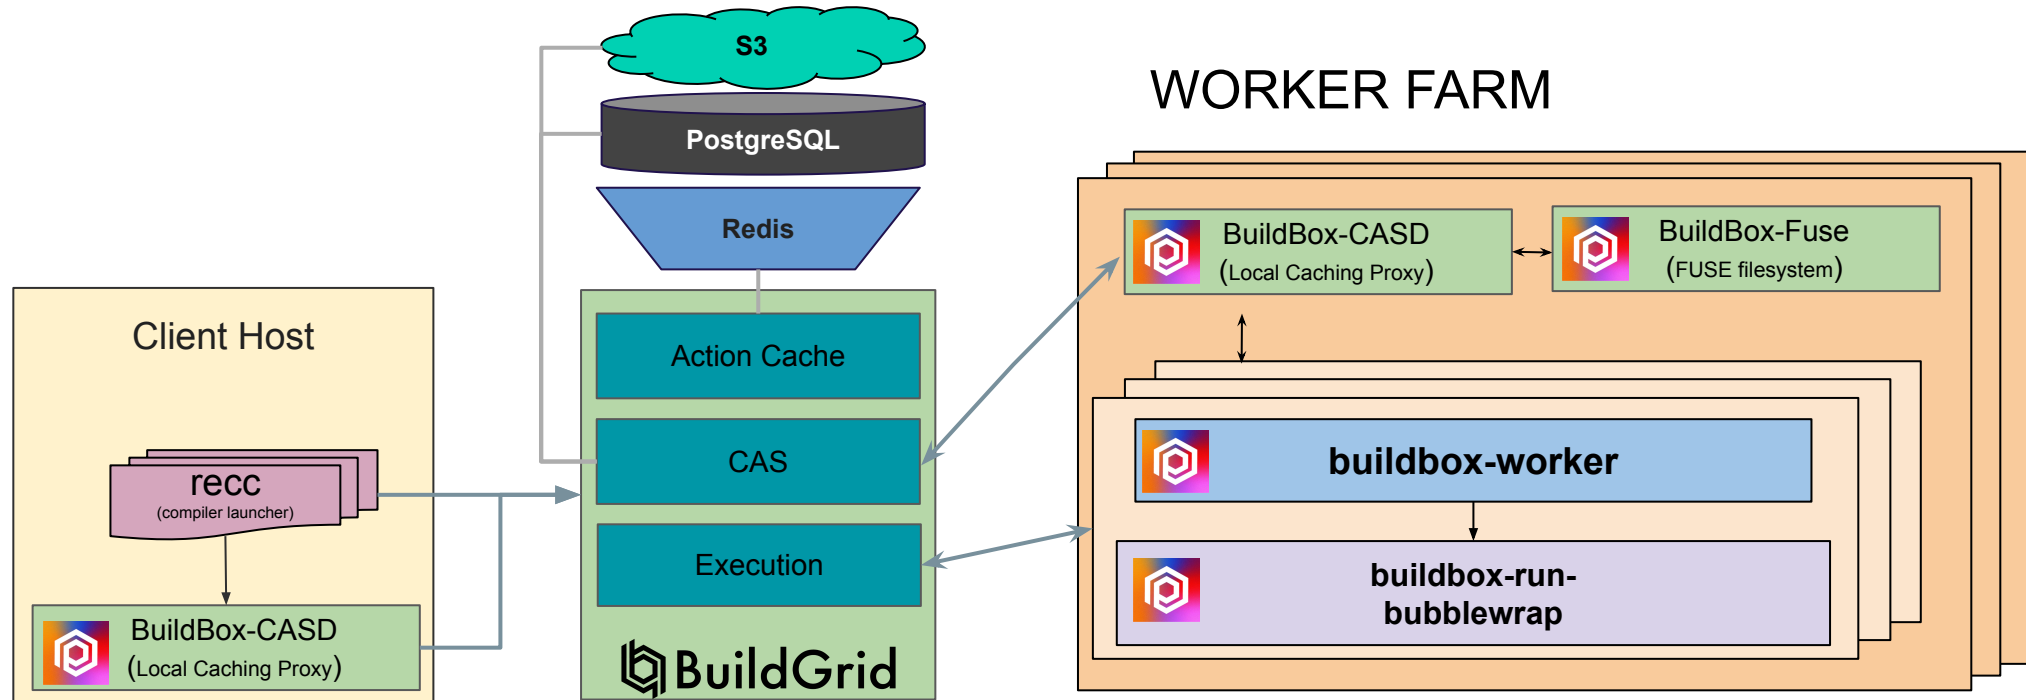 S3
PostgreSQL
Redis
WORKER FARM
Client Host
recc
(compiler launcher)
BuildBox-CASD
(Local Caching Proxy)
Action Cache
CAS
Execution
BuildGrid
BuildBox-CASD
(Local Caching Proxy)
BuildBox-Fuse
(FUSE filesystem)
buildbox-worker
buildbox-run-
bubblewrap